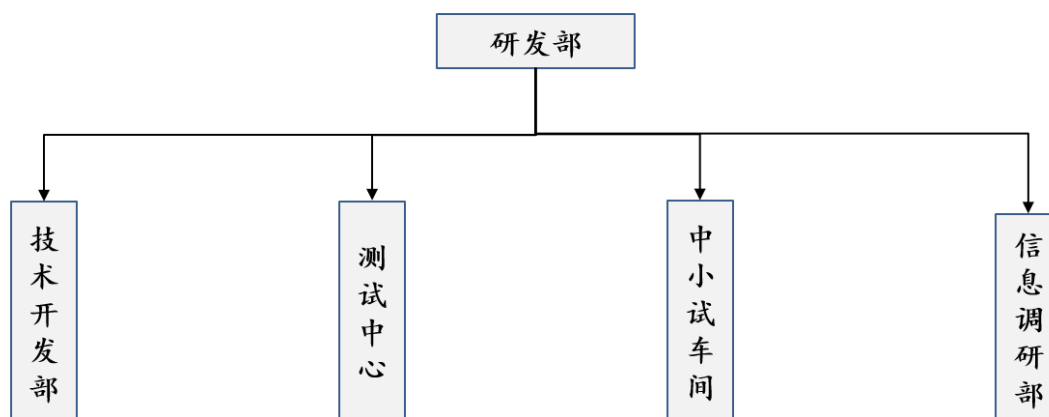 研发部
技术开发部
测试中心
中小试车间
信息调研部